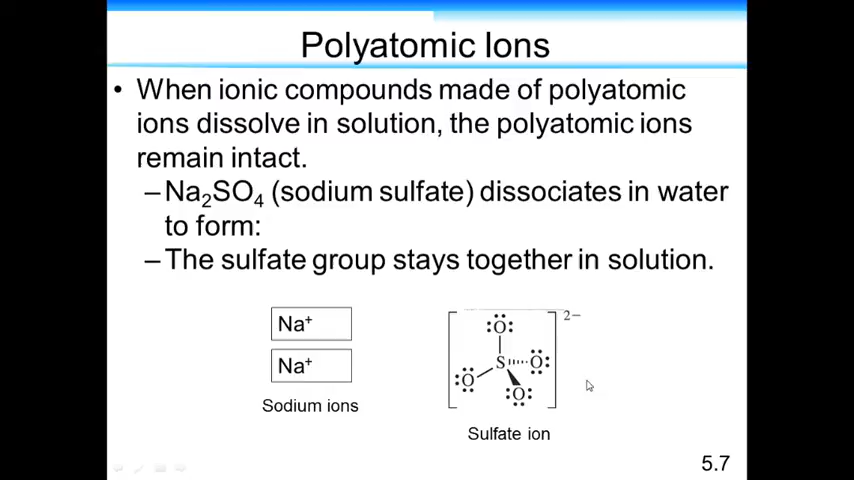 Polyatomic Ions
• When ionic compounds made of polyatomic
ions dissolve in solution, the polyatomic ions
remain intact.
–Na₂SO₄ (sodium sulfate) dissociates in water
to form:
–The sulfate group stays together in solution.
Na⁺
Na⁺
Sodium ions
2−
O
S O
O
O
Sulfate ion
5.7